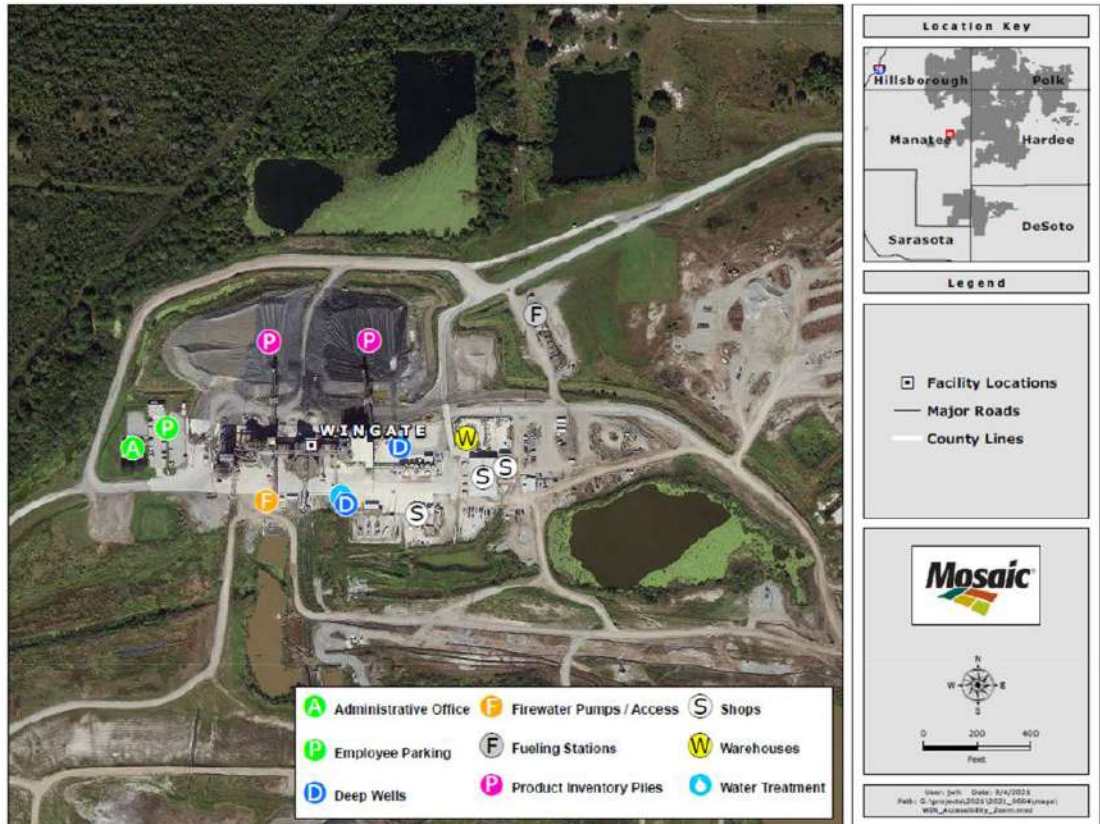 Location Key
Hillsborough
Polk
Manatee
Hardee
Sarasota
DeSoto
Legend
Facility Locations
Major Roads
County Lines
P
P
F
P
A
WINGATE
D
W
S
S
F
D
S
A Administrative Office
F Firewater Pumps / Access
S Shops
P Employee Parking
F Fueling Stations
W Warehouses
D Deep Wells
P Product Inventory Piles
Water Treatment
Mosaic®
N
W E
S
0 200 400
Feet